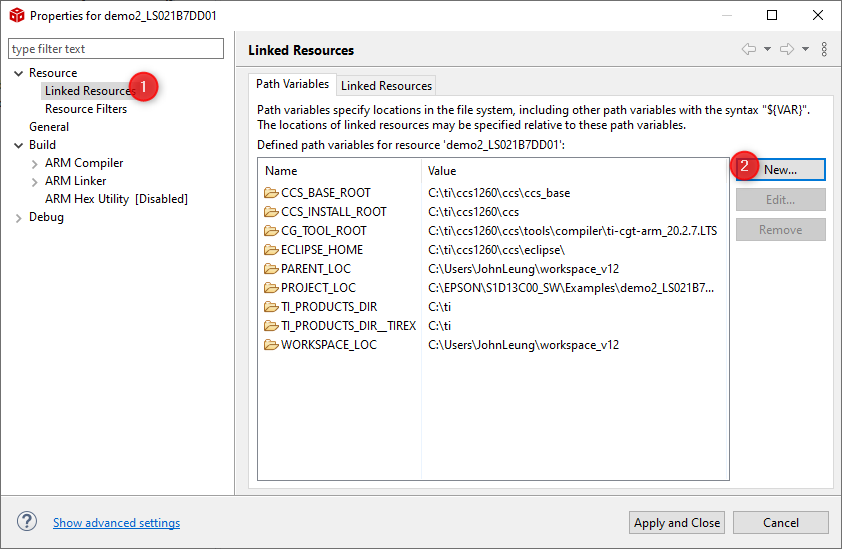 Properties for demo2_LS021B7DD01
type filter text
Resource
Linked Resources
1
Resource Filters
General
Build
ARM Compiler
ARM Linker
ARM Hex Utility [Disabled]
Debug
Linked Resources
Path Variables
Linked Resources
Path variables specify locations in the file system, including other path variables with the syntax "${VAR}".
The locations of linked resources may be specified relative to these path variables.
Defined path variables for resource 'demo2_LS021B7DD01':
Name Value
CCS_BASE_ROOT C:\ti\ccs1260\ccs\ccs_base
CCS_INSTALL_ROOT C:\ti\ccs1260\ccs
CG_TOOL_ROOT C:\ti\ccs1260\ccs\tools\compiler\ti-cgt-arm_20.2.7.LTS
ECLIPSE_HOME C:\ti\ccs1260\ccs\eclipse\
PARENT_LOC C:\Users\JohnLeung\workspace_v12
PROJECT_LOC C:\EPSON\S1D13C00_SW\Examples\demo2_LS021B7...
TI_PRODUCTS_DIR C:\ti
TI_PRODUCTS_DIR__TIREX C:\ti
WORKSPACE_LOC C:\Users\JohnLeung\workspace_v12
2
New...
Edit...
Remove
?
Show advanced settings
Apply and Close
Cancel